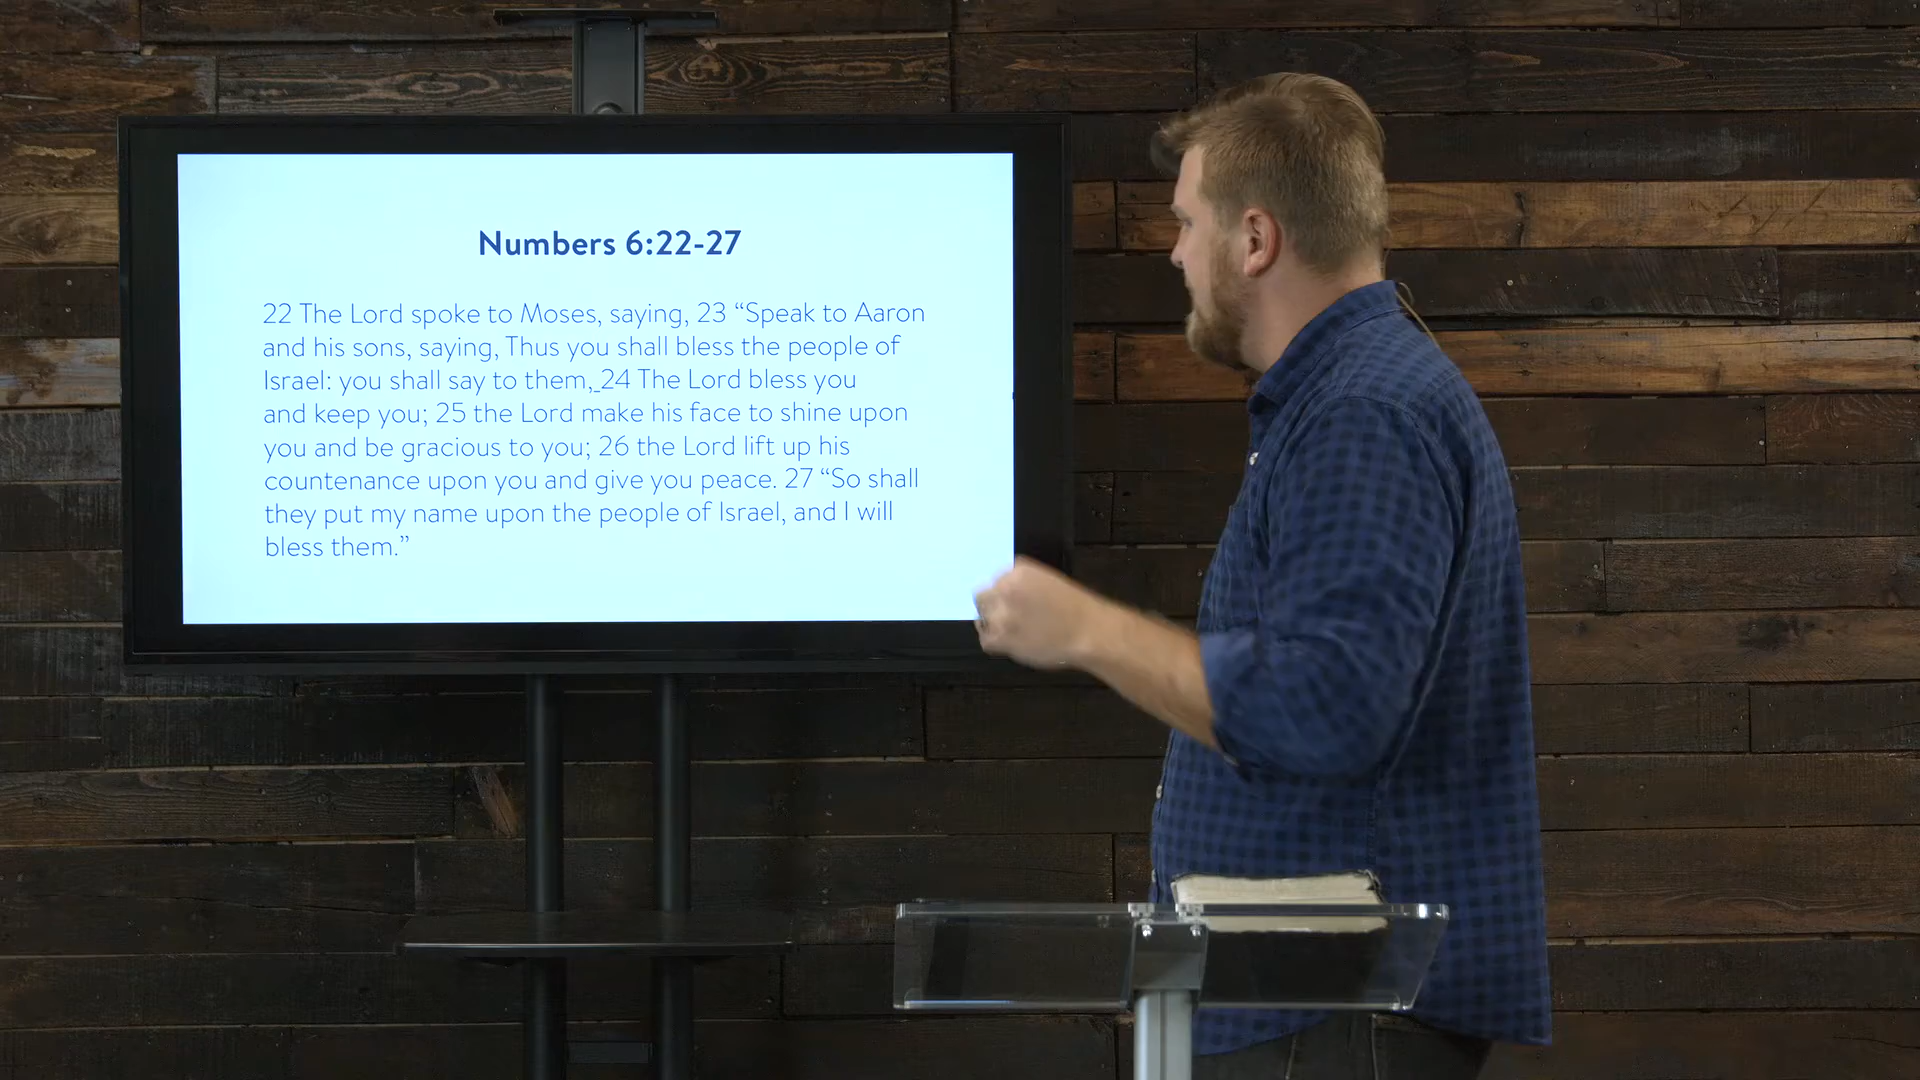 Numbers 6:22-27
22 The Lord spoke to Moses, saying, 23 “Speak to Aaron
and his sons, saying, Thus you shall bless the people of
Israel: you shall say to them,_24 The Lord bless you
and keep you; 25 the Lord make his face to shine upon
you and be gracious to you; 26 the Lord lift up his
countenance upon you and give you peace. 27 “So shall
they put my name upon the people of Israel, and I will
bless them.”